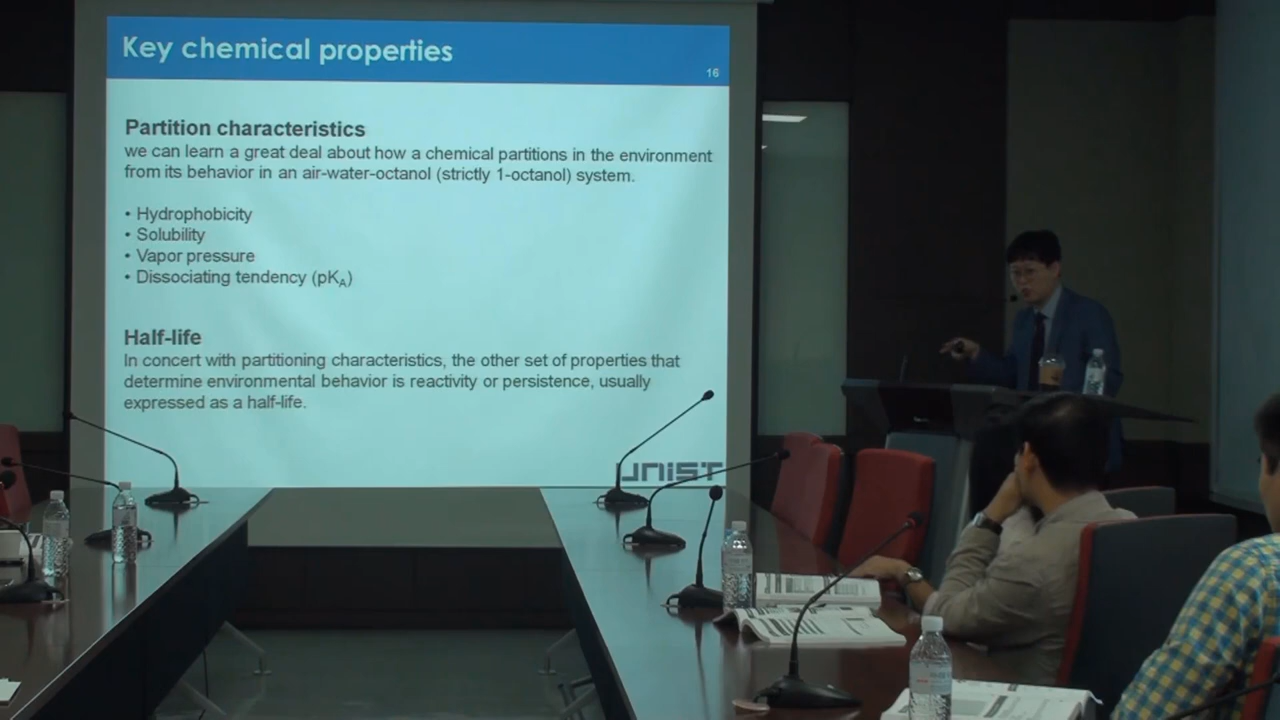 Key chemical properties
16
Partition characteristics
we can learn a great deal about how a chemical partitions in the environment
from its behavior in an air-water-octanol (strictly 1-octanol) system.
• Hydrophobicity
• Solubility
• Vapor pressure
• Dissociating tendency (pKA)
Half-life
In concert with partitioning characteristics, the other set of properties that
determine environmental behavior is reactivity or persistence, usually
expressed as a half-life.
UNIST